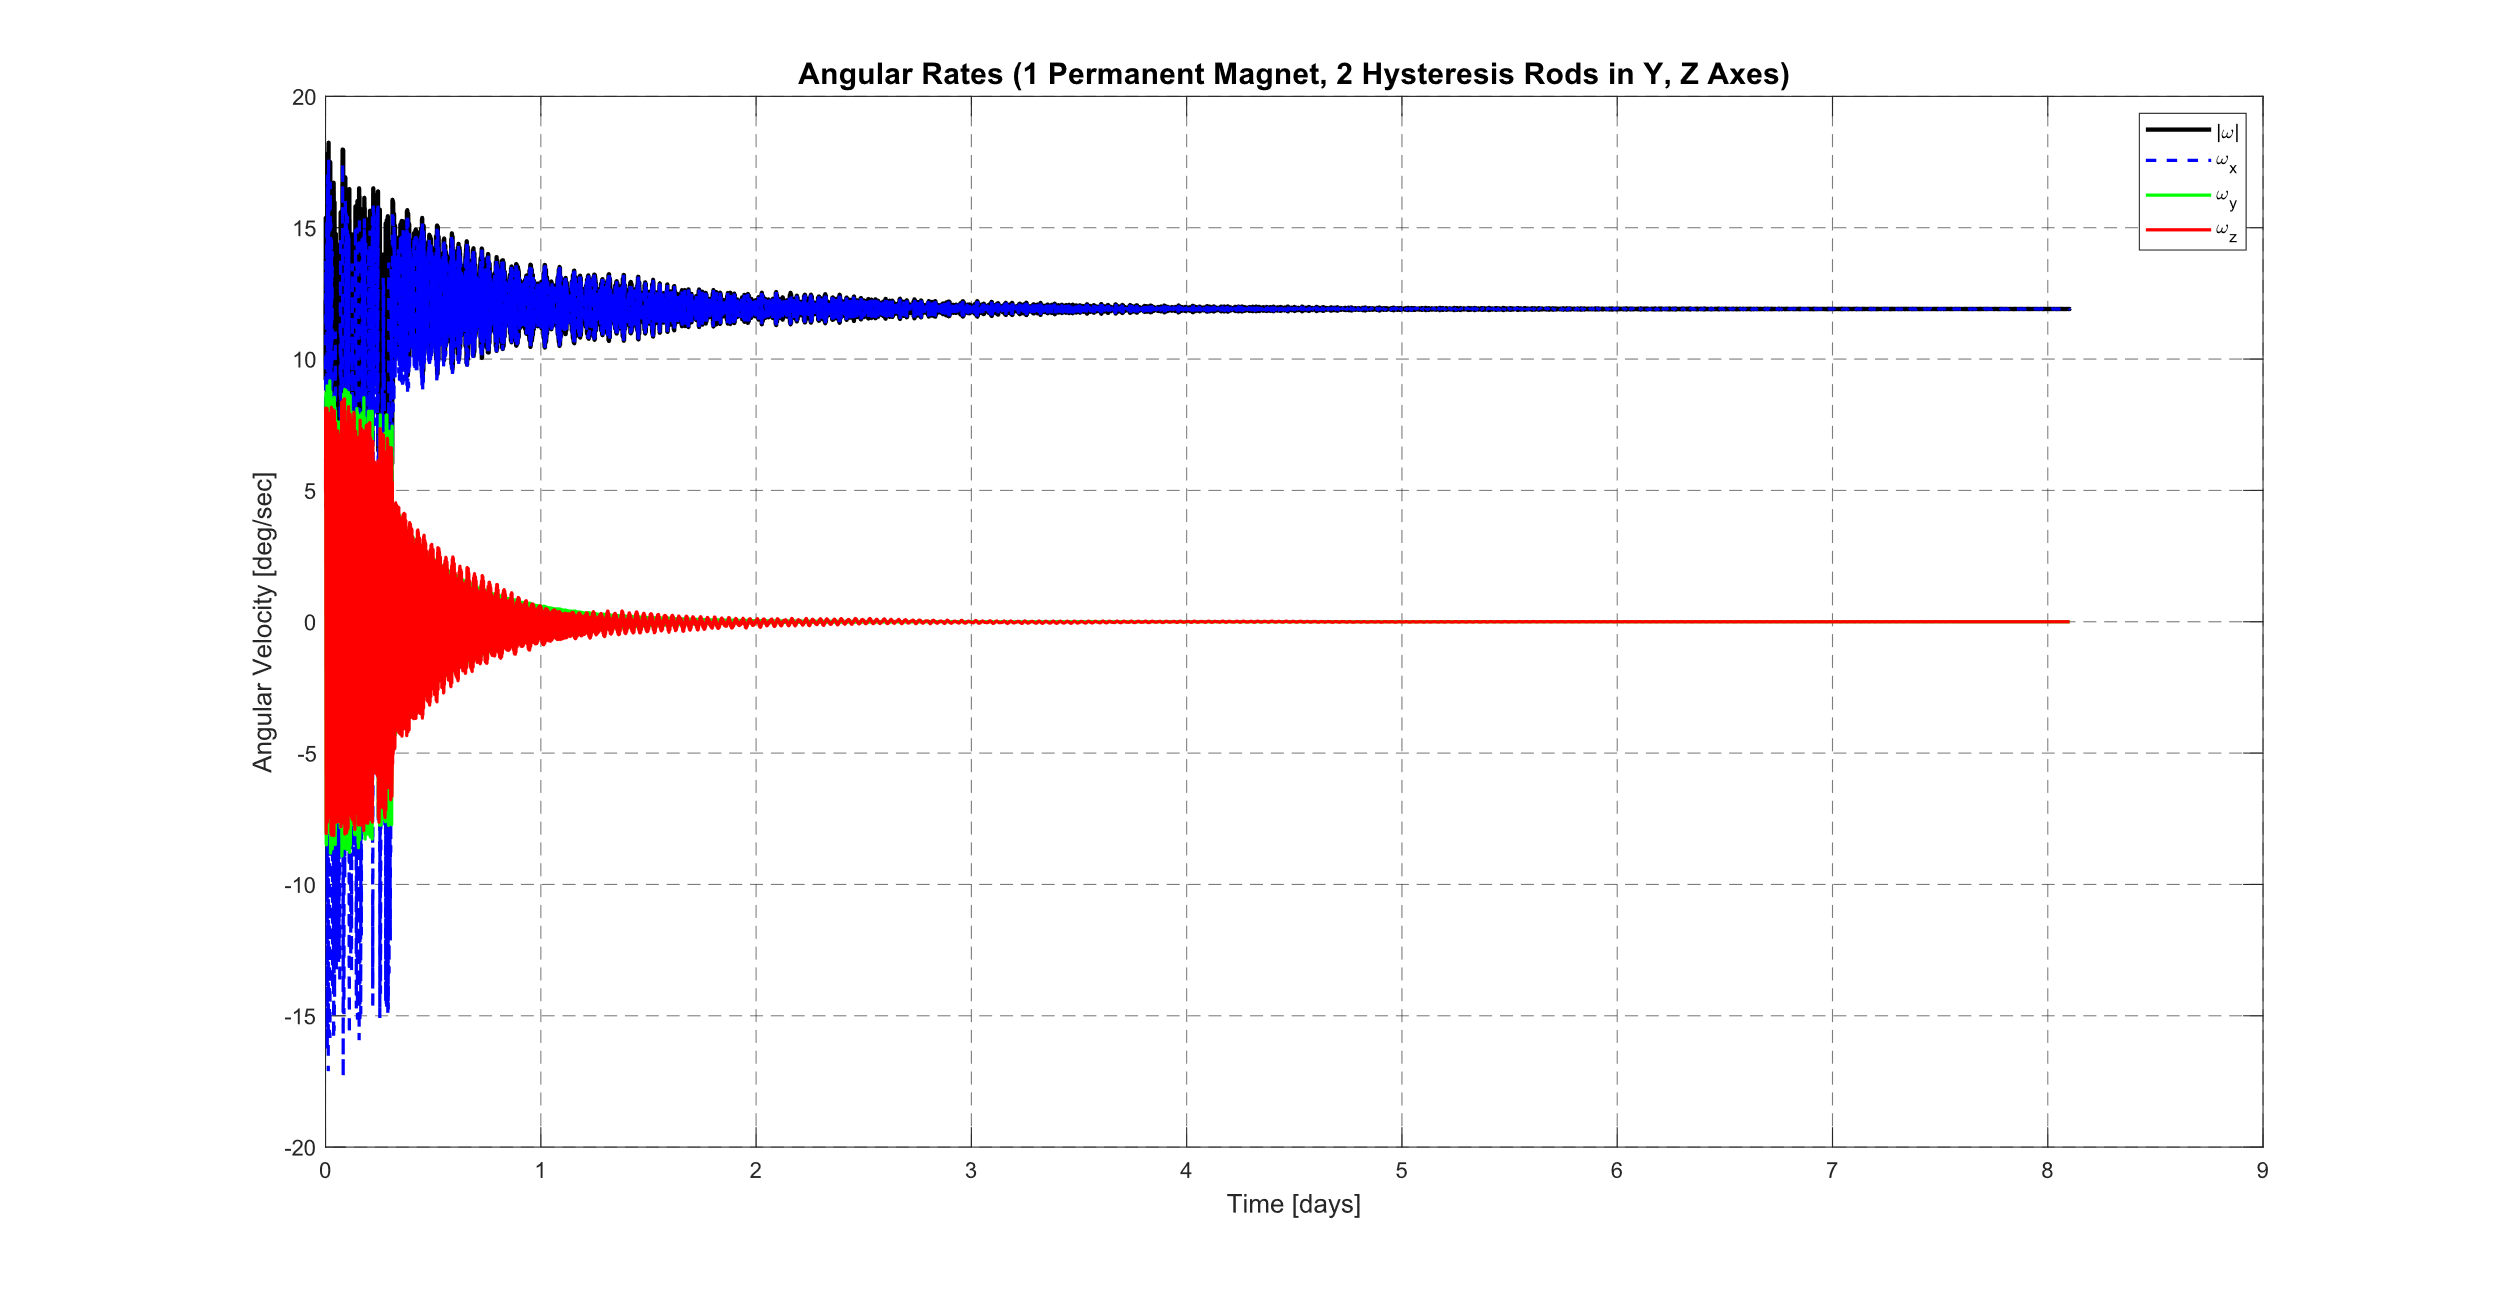 Angular Rates (1 Permanent Magnet, 2 Hysteresis Rods in Y, Z Axes)
|ω|
ωx
ωy
ωz
20
15
10
5
0
-5
-10
-15
-20
Angular Velocity [deg/sec]
0 1 2 3 4 5 6 7 8 9
Time [days]